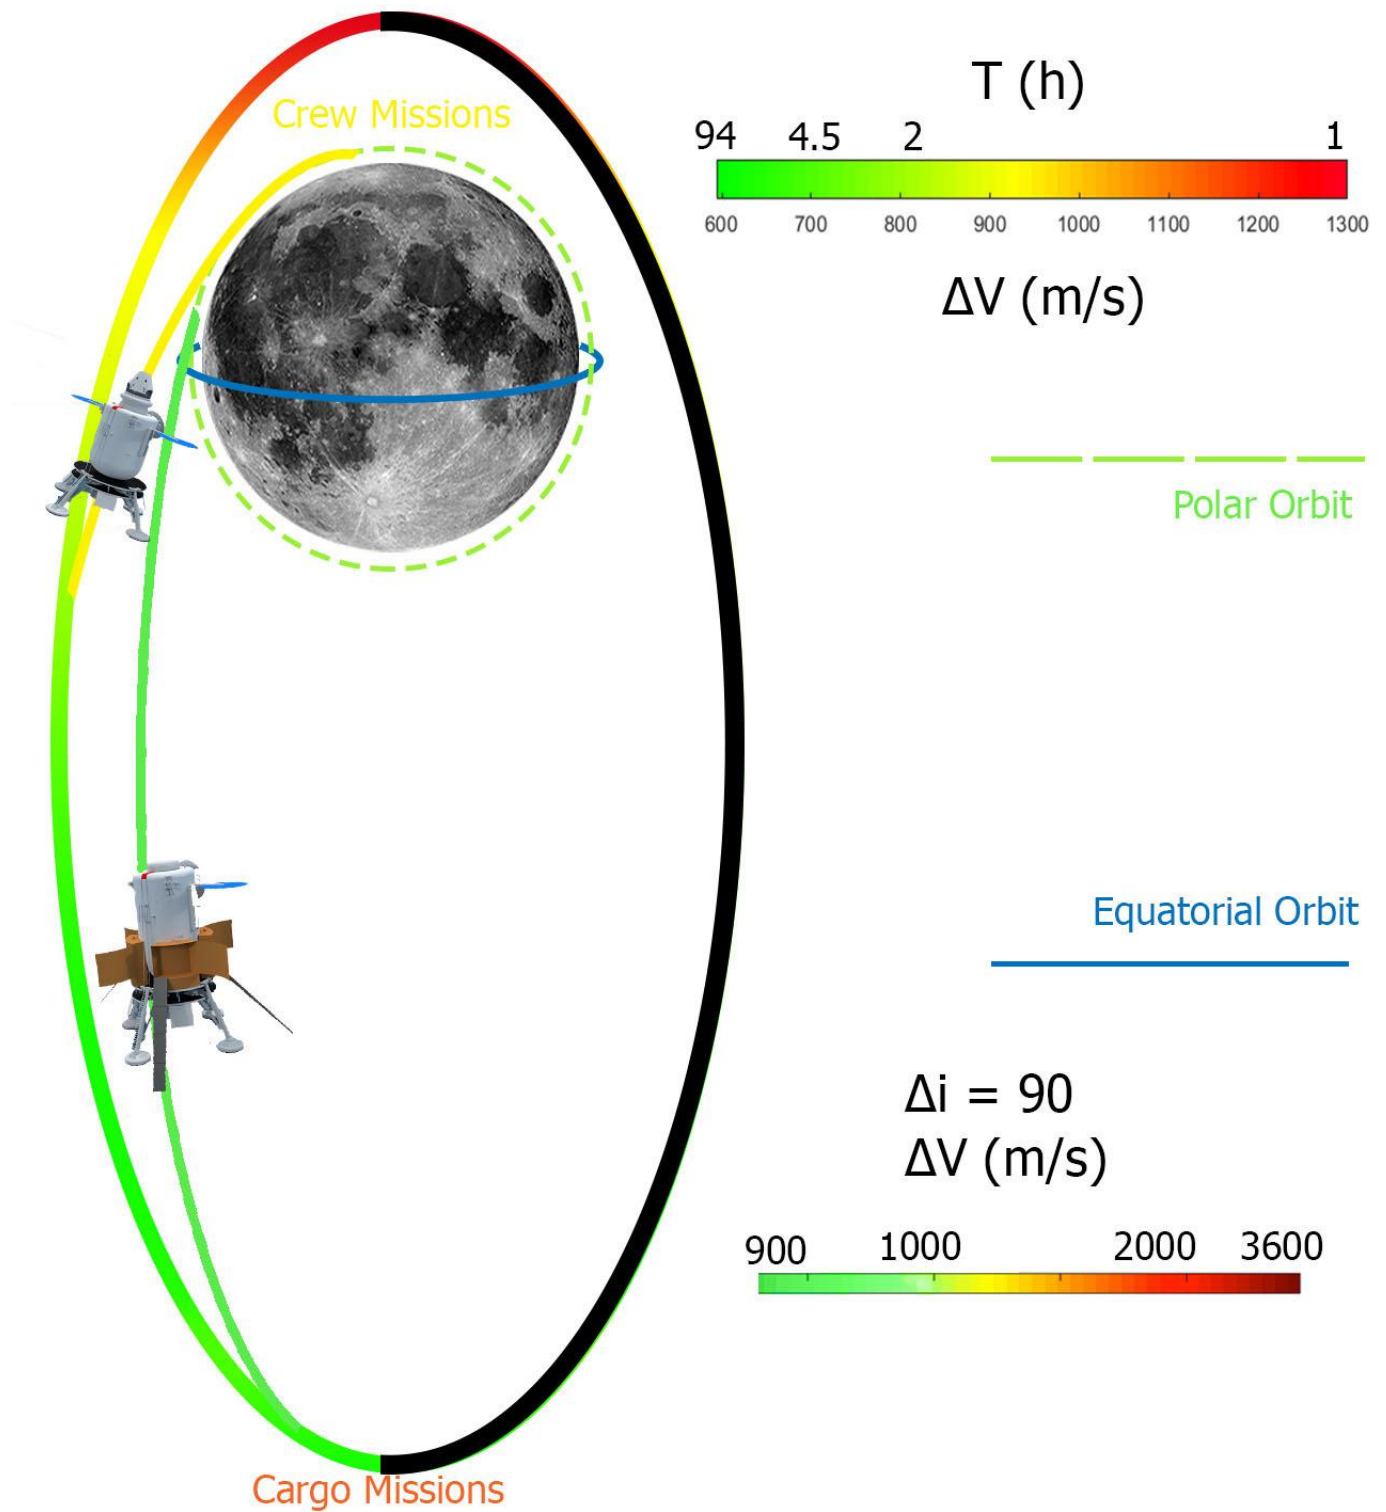 Crew Missions
T (h)
94 4.5 2 1
600 700 800 900 1000 1100 1200 1300
ΔV (m/s)
Polar Orbit
Equatorial Orbit
Δi = 90
ΔV (m/s)
900 1000 2000 3600
Cargo Missions